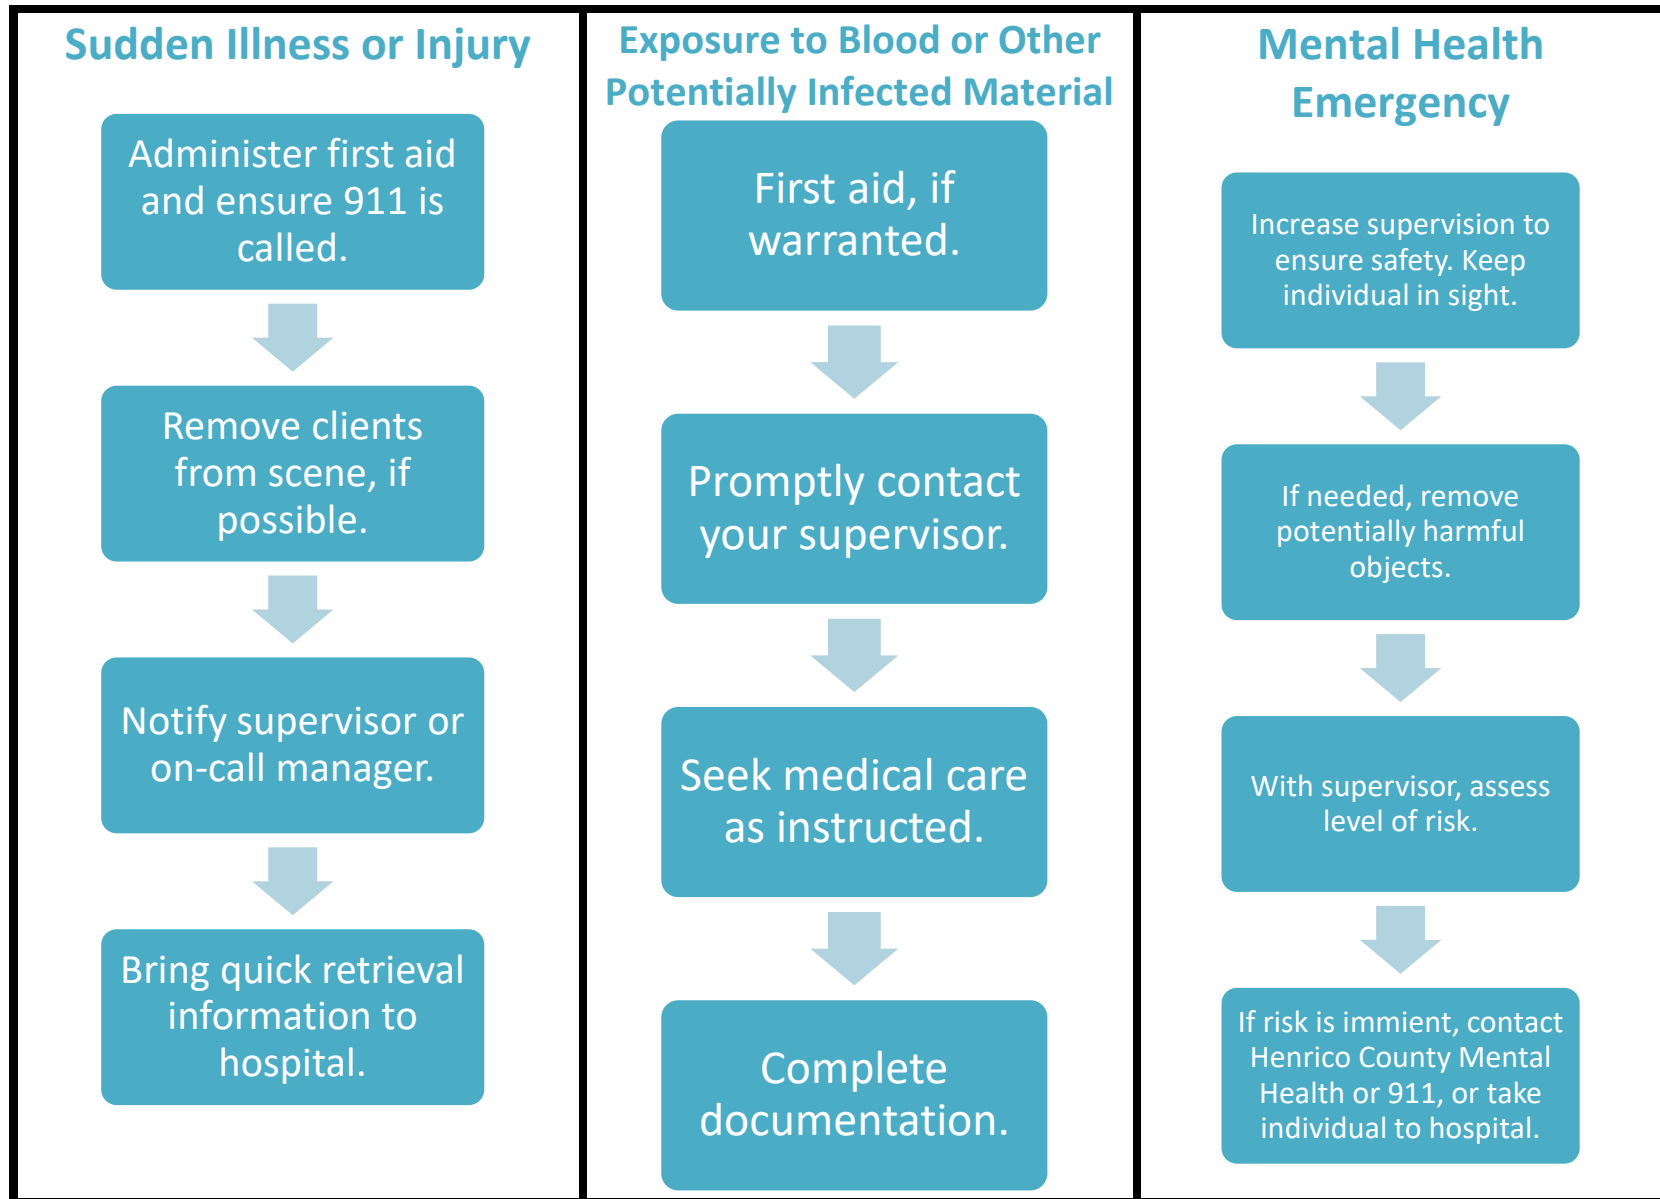 Sudden Illness or Injury
Administer first aid
and ensure 911 is
called.
Remove clients
from scene, if
possible.
Notify supervisor or
on-call manager.
Bring quick retrieval
information to
hospital.
Exposure to Blood or Other
Potentially Infected Material
First aid, if
warranted.
Promptly contact
your supervisor.
Seek medical care
as instructed.
Complete
documentation.
Mental Health
Emergency
Increase supervision to
ensure safety. Keep
individual in sight.
If needed, remove
potentially harmful
objects.
With supervisor, assess
level of risk.
If risk is immient, contact
Henrico County Mental
Health or 911, or take
individual to hospital.